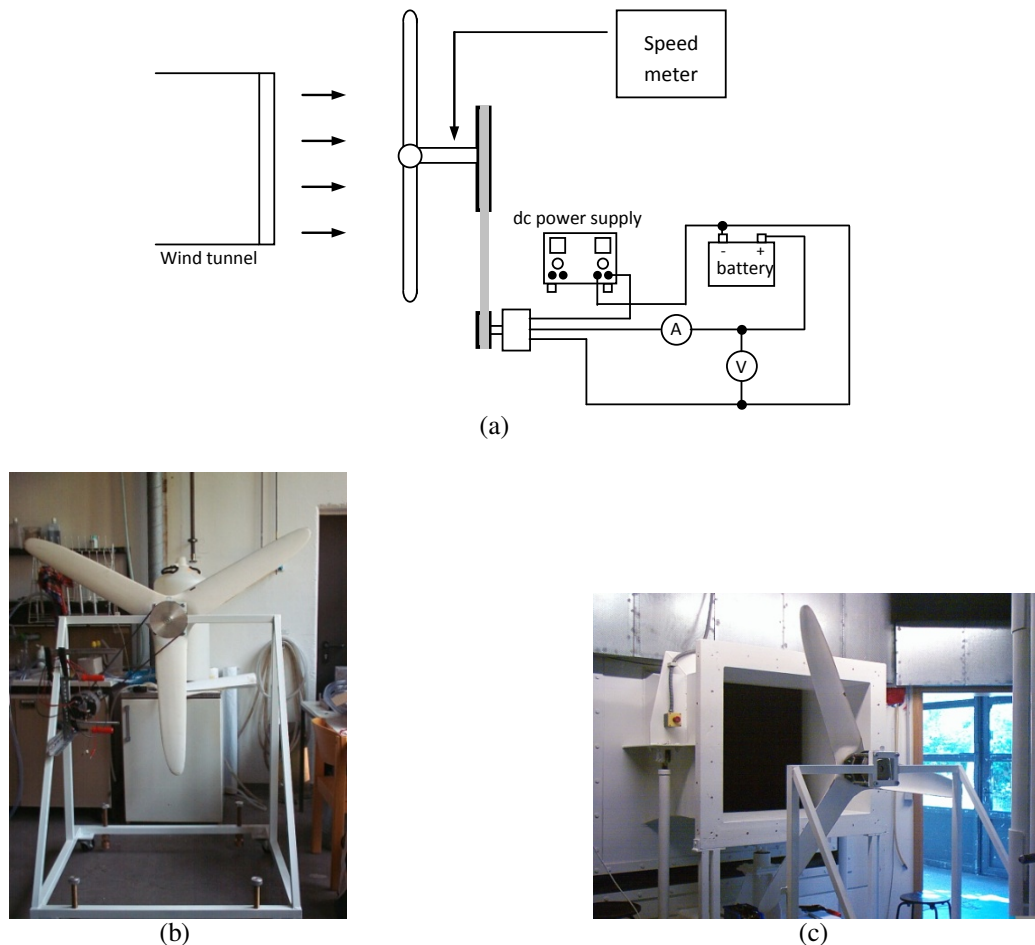 Speed
meter
Wind tunnel
dc power supply
- +
battery
A
V
(a)
(b)
(c)